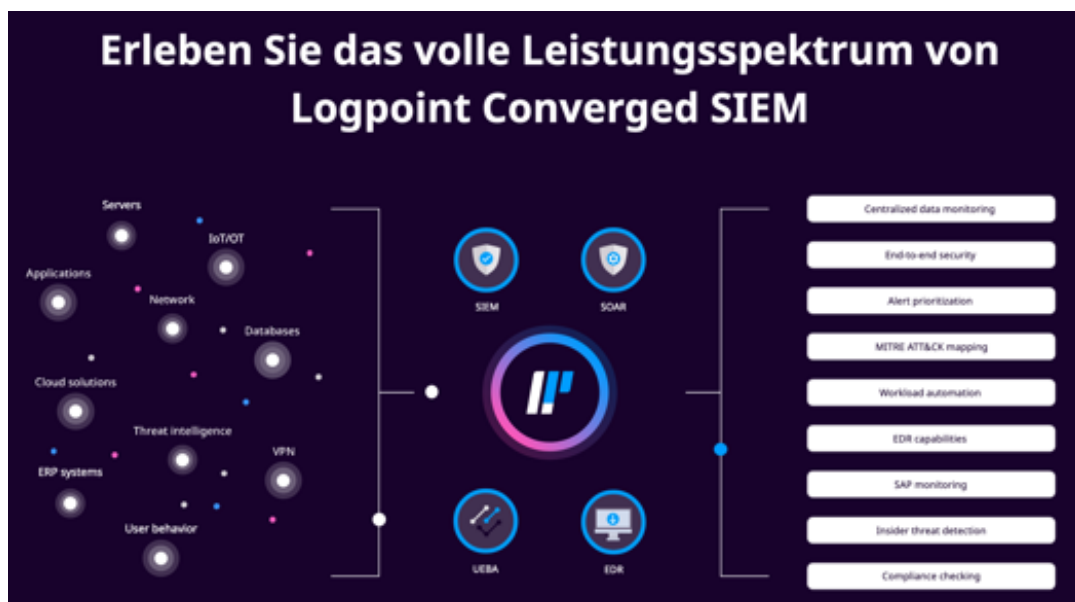 Erleben Sie das volle Leistungsspektrum von
Logpoint Converged SIEM
Servers
IoT/OT
Applications
Network
Databases
Cloud solutions
Threat intelligence
VPN
ERP systems
User behavior
SIEM
SOAR
UEBA
EDR
Centralized data monitoring
End-to-end security
Alert prioritization
MITRE ATT&CK mapping
Workload automation
EDR capabilities
SAP monitoring
Insider threat detection
Compliance checking